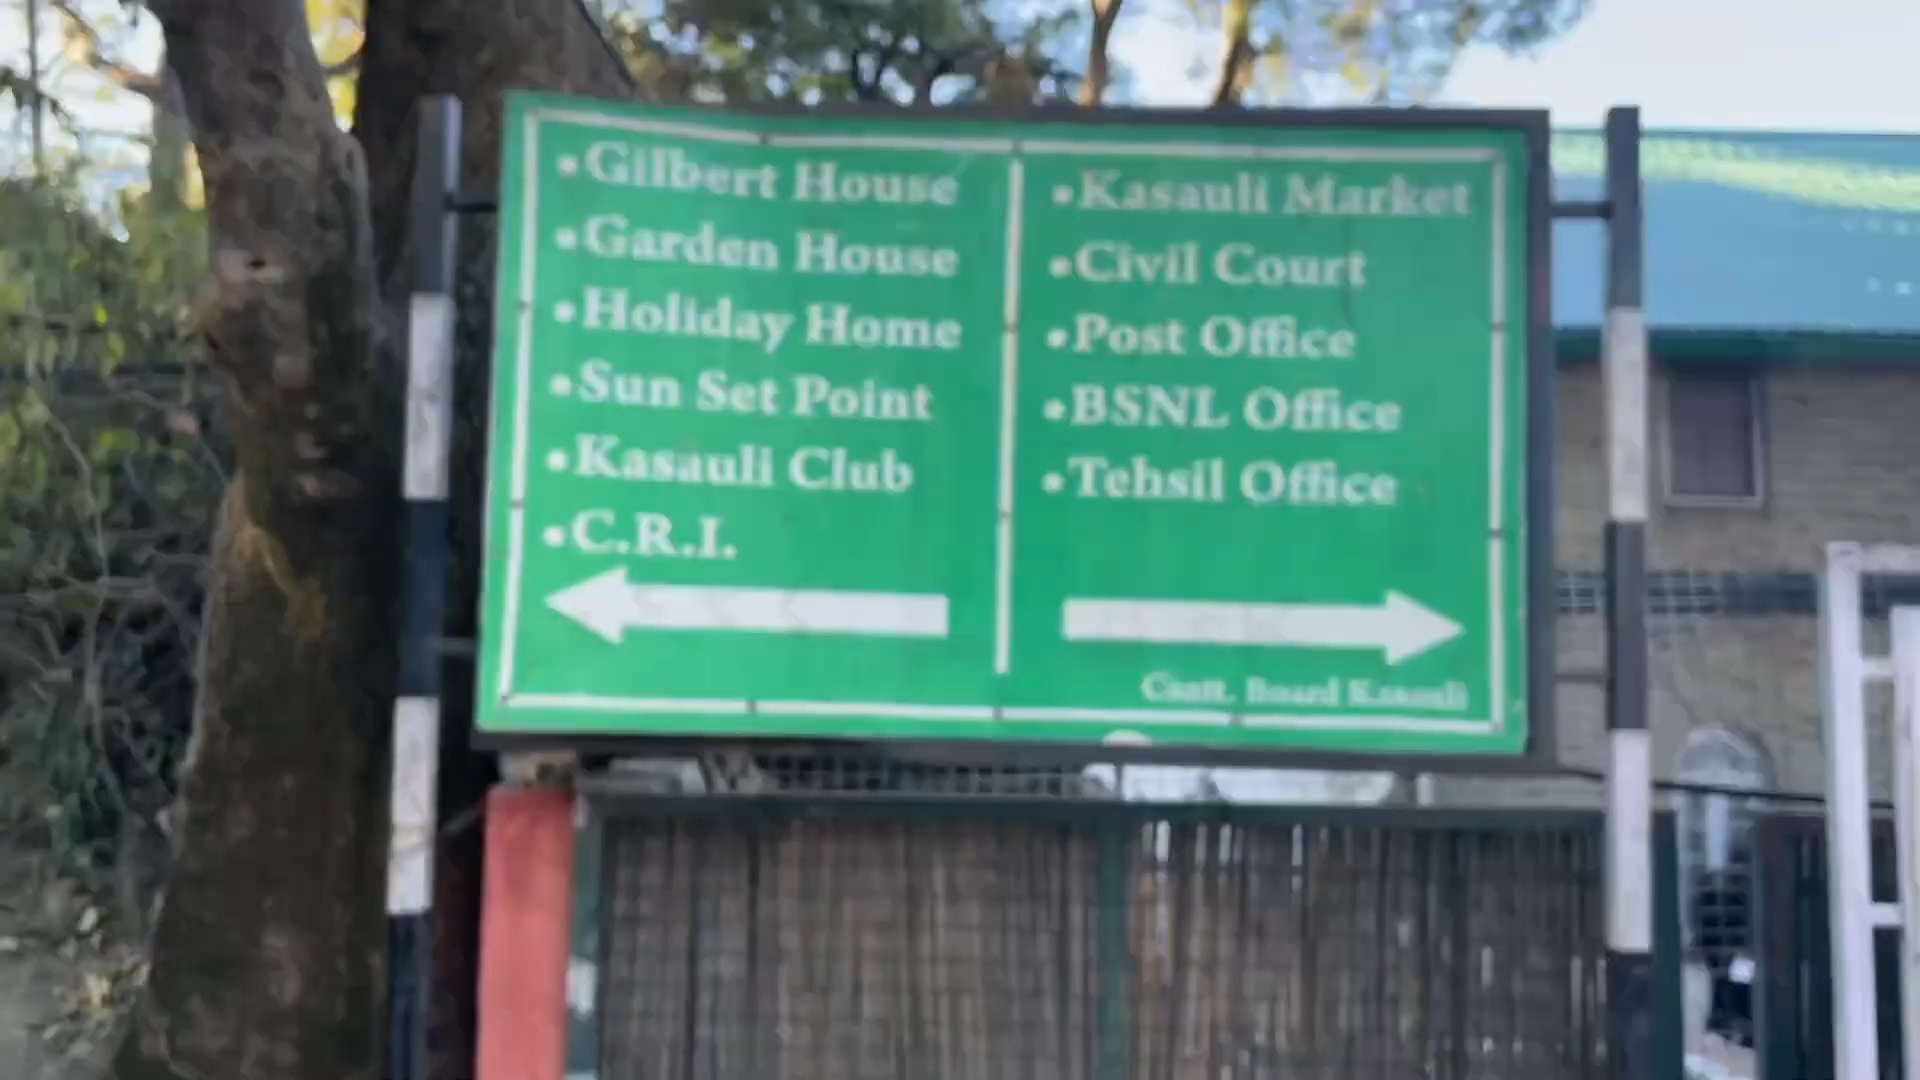 •Gilbert House
•Garden House
•Holiday Home
•Sun Set Point
•Kasauli Club
•C.R.I.
•Kasauli Market
•Civil Court
•Post Office
•BSNL Office
•Tehsil Office
Cantt. Board Kasauli